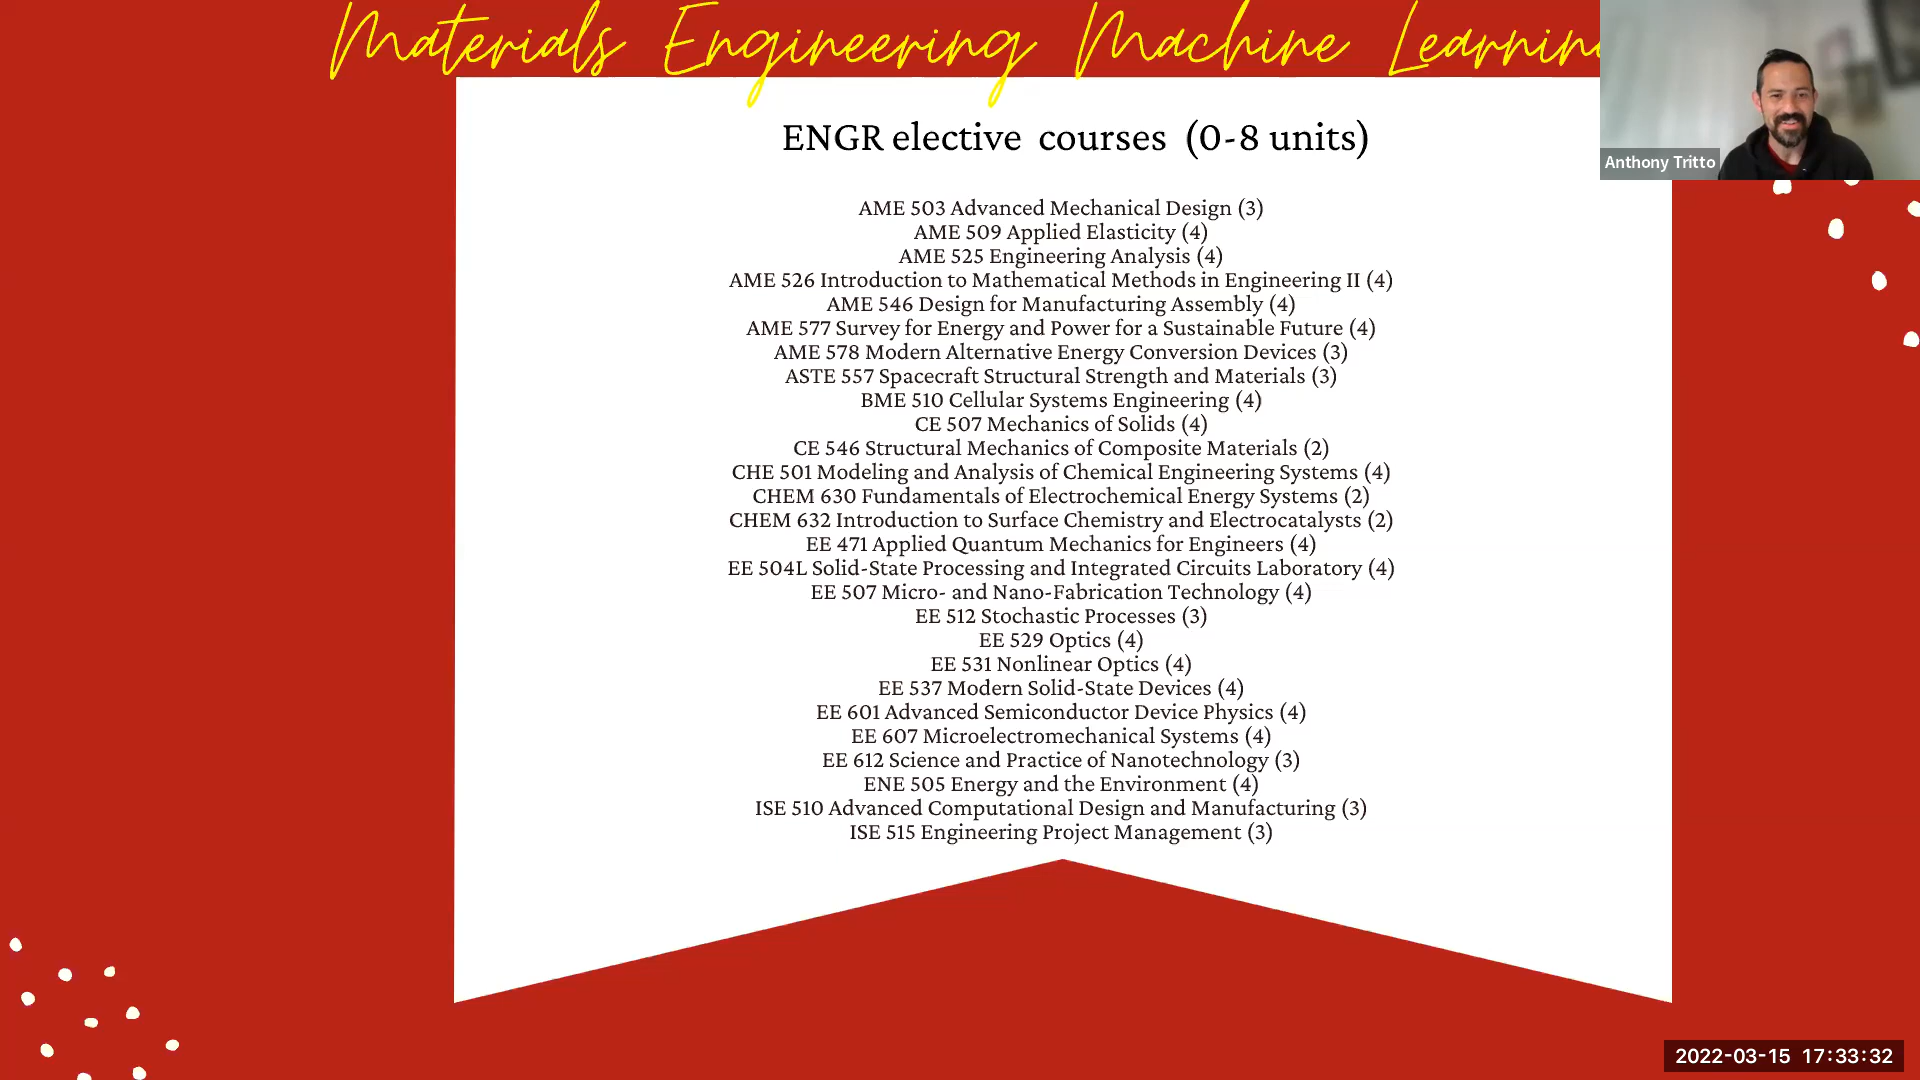 Materials Engineering Machine Learnin
ENGR elective courses (0-8 units)
AME 503 Advanced Mechanical Design (3)
AME 509 Applied Elasticity (4)
AME 525 Engineering Analysis (4)
AME 526 Introduction to Mathematical Methods in Engineering II (4)
AME 546 Design for Manufacturing Assembly (4)
AME 577 Survey for Energy and Power for a Sustainable Future (4)
AME 578 Modern Alternative Energy Conversion Devices (3)
ASTE 557 Spacecraft Structural Strength and Materials (3)
BME 510 Cellular Systems Engineering (4)
CE 507 Mechanics of Solids (4)
CE 546 Structural Mechanics of Composite Materials (2)
CHE 501 Modeling and Analysis of Chemical Engineering Systems (4)
CHEM 630 Fundamentals of Electrochemical Energy Systems (2)
CHEM 632 Introduction to Surface Chemistry and Electrocatalysts (2)
EE 471 Applied Quantum Mechanics for Engineers (4)
EE 504L Solid-State Processing and Integrated Circuits Laboratory (4)
EE 507 Micro- and Nano-Fabrication Technology (4)
EE 512 Stochastic Processes (3)
EE 529 Optics (4)
EE 531 Nonlinear Optics (4)
EE 537 Modern Solid-State Devices (4)
EE 601 Advanced Semiconductor Device Physics (4)
EE 607 Microelectromechanical Systems (4)
EE 612 Science and Practice of Nanotechnology (3)
ENE 505 Energy and the Environment (4)
ISE 510 Advanced Computational Design and Manufacturing (3)
ISE 515 Engineering Project Management (3)
Anthony Tritto
2022-03-15 17:33:32